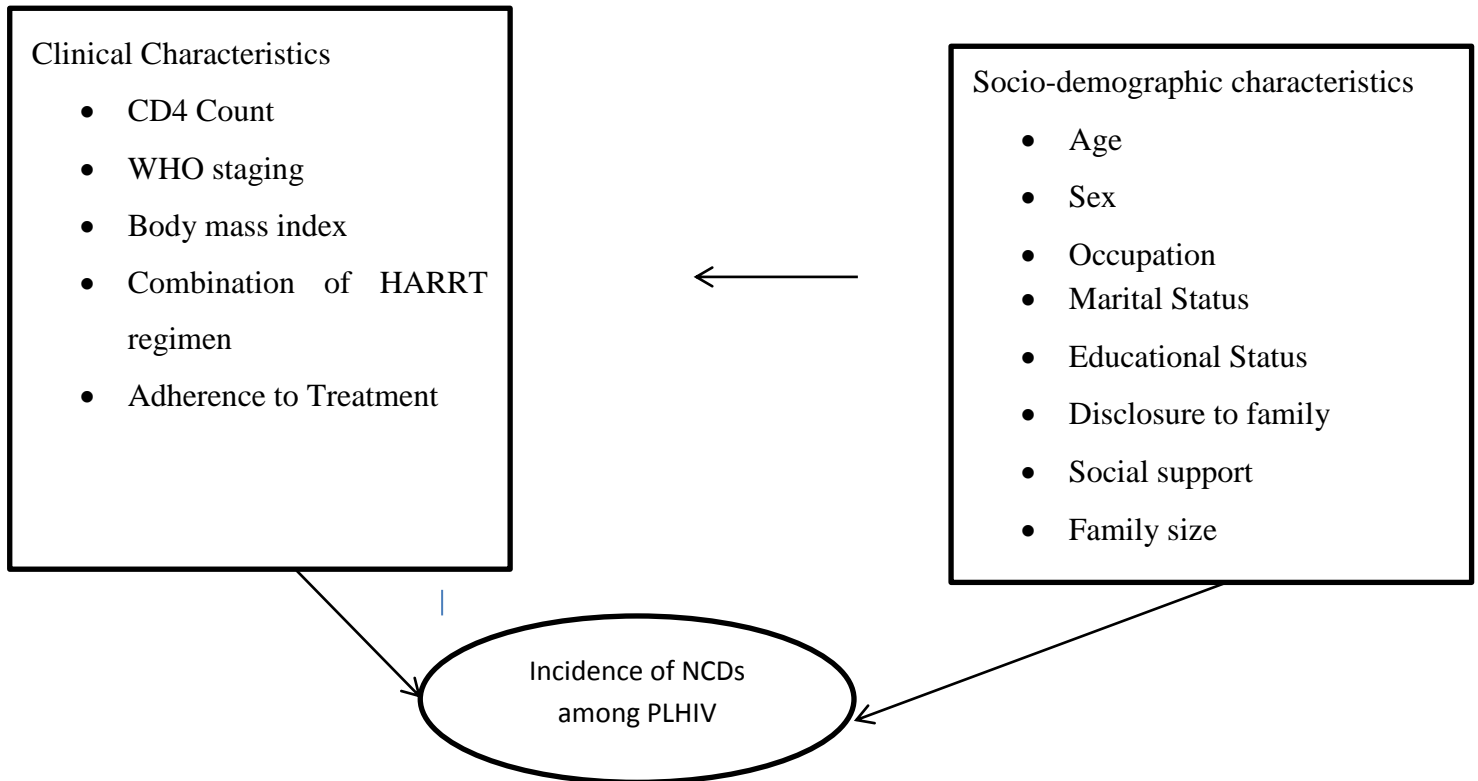 Clinical Characteristics
• CD4 Count
• WHO staging
• Body mass index
• Combination of HARRT
regimen
• Adherence to Treatment
Socio-demographic characteristics
• Age
• Sex
• Occupation
• Marital Status
• Educational Status
• Disclosure to family
• Social support
• Family size
Incidence of NCDs
among PLHIV